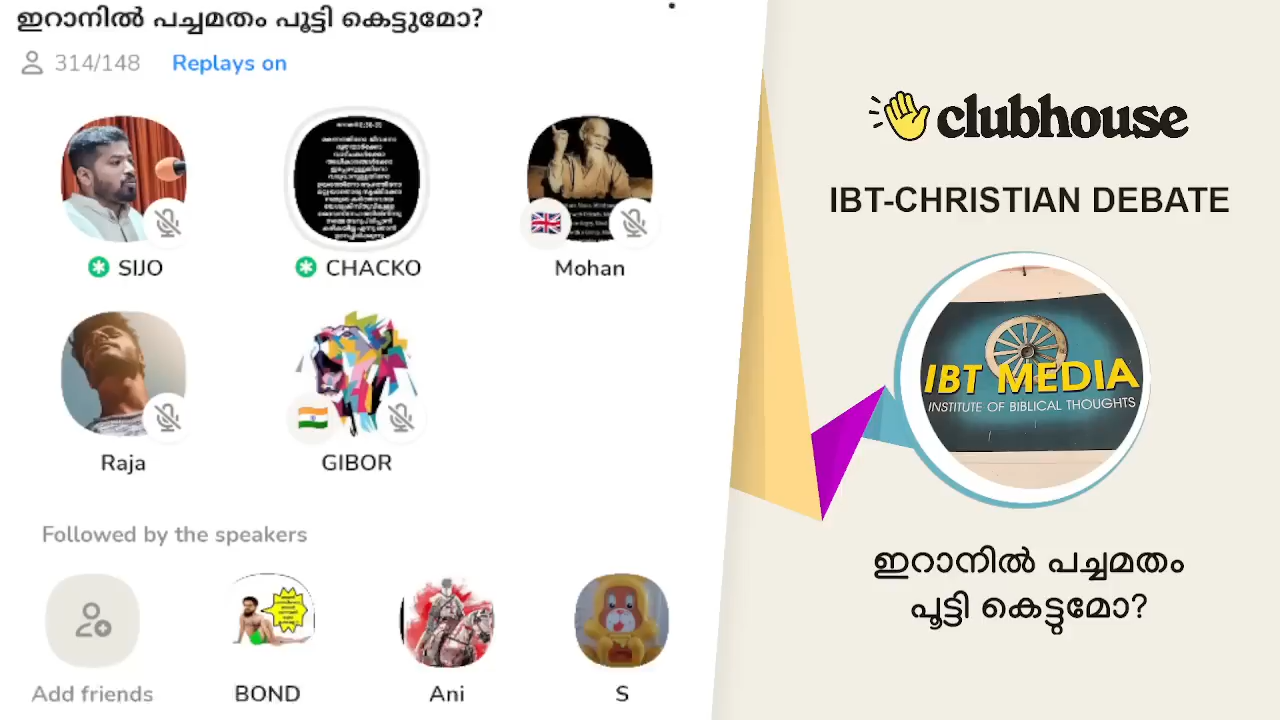 ഇറാനിൽ പച്ചമതം പൂട്ടി കെട്ടുമോ?
314/148 Replays on
SIJO
CHACKO
Mohan
Raja
GIBOR
Followed by the speakers
Add friends
BOND
Ani
S
clubhouse
IBT-CHRISTIAN DEBATE
IBT MEDIA
INSTITUTE OF BIBLICAL THOUGHTS
ഇറാനിൽ പച്ചമതം
പൂട്ടി കെട്ടുമോ?